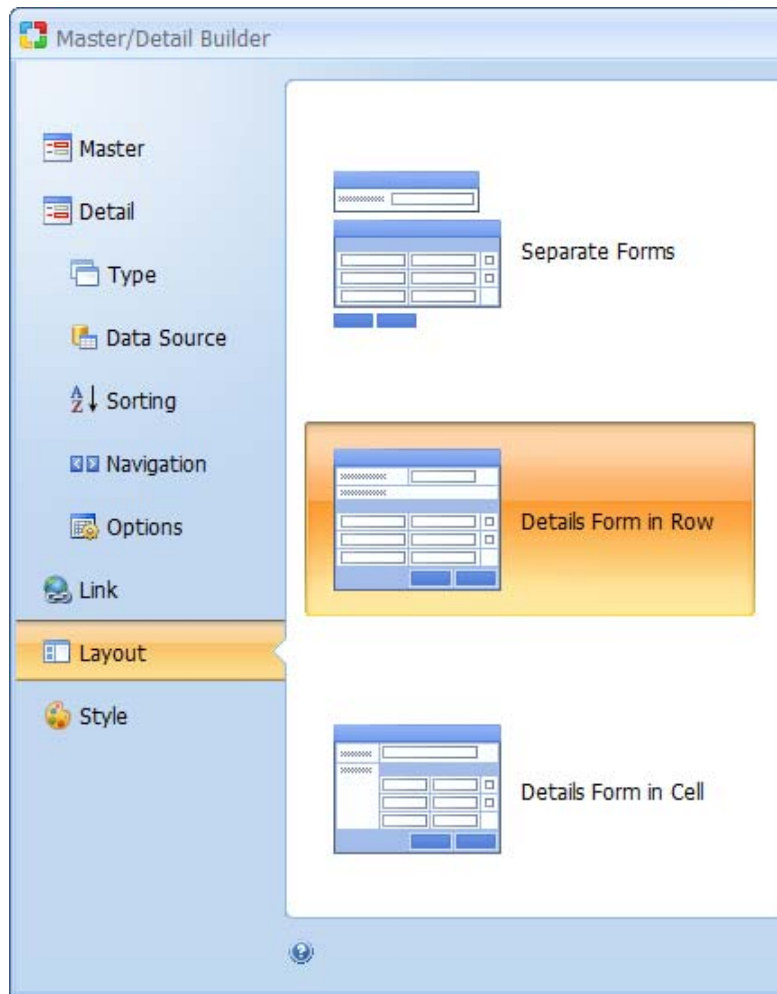 Master/Detail Builder
Master
Detail
Type
Data Source
Sorting
Navigation
Options
Link
Layout
Style
Separate Forms
Details Form in Row
Details Form in Cell